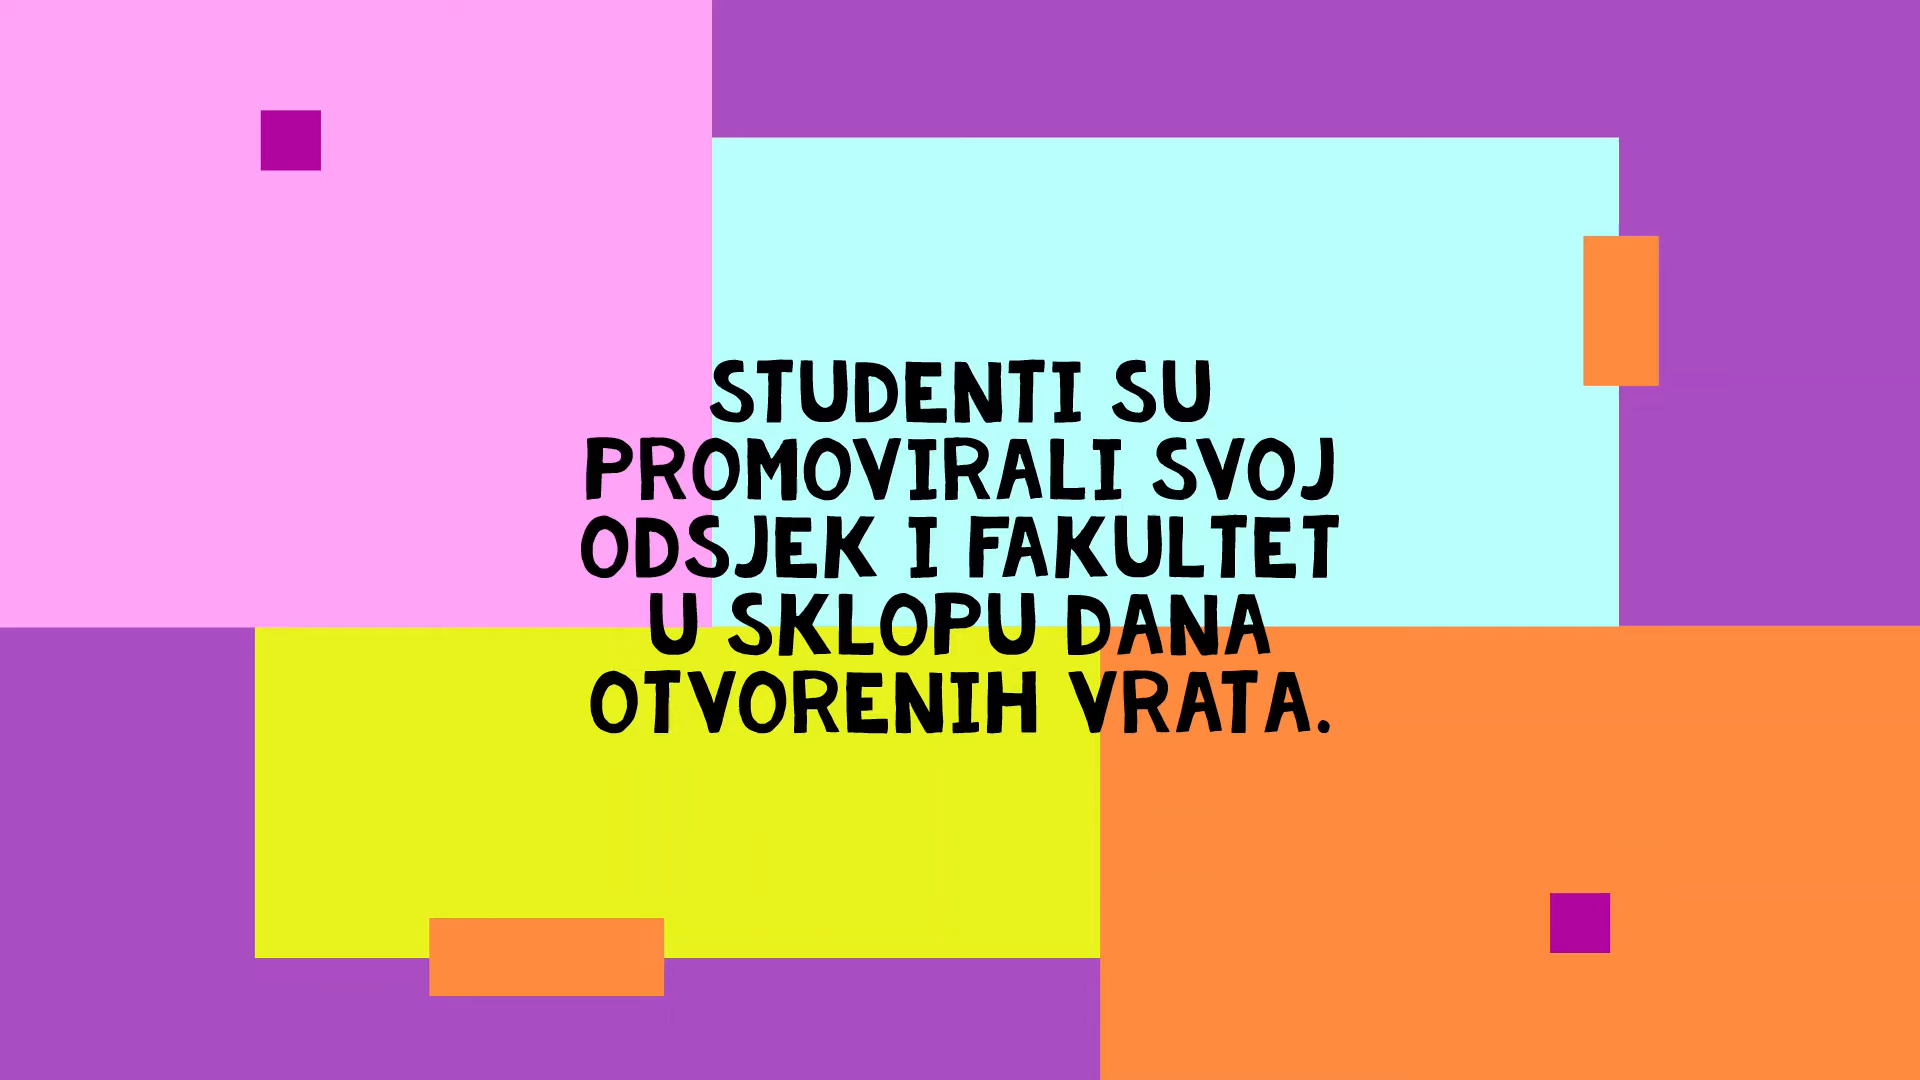 STUDENTI SU
PROMOVIRALI SVOJ
ODSJEK I FAKULTET
U SKLOPU DANA
OTVORENIH VRATA.